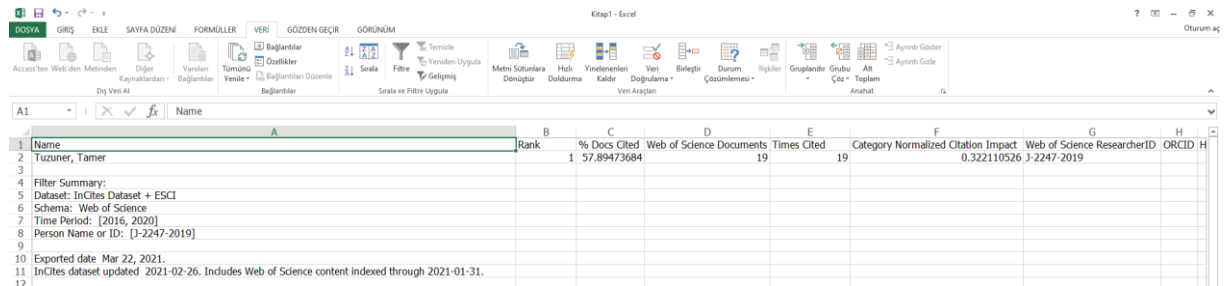 Kitap1 - Excel
DOSYA GİRİŞ EKLE SAYFA DÜZENİ FORMÜLLER VERİ GÖZDEN GEÇİR GÖRÜNÜM Oturum aç
Access'ten Web'den Metinden Diğer Kaynaklardan Varolan Bağlantılar
Dış Veri Al
Tümünü Yenile Bağlantılar Özellikler Bağlantıları Düzenle
Bağlantılar
Sırala Filtre Temizle Yeniden Uygula Gelişmiş
Sırala ve Filtre Uygula
Metni Sütunlara Dönüştür Hızlı Doldurma Yinelenenleri Kaldır Veri Doğrulama Birleştir Durum Çözümlemesi İlişkiler
Veri Araçları
Gruplandır Grubu Çöz Alt Toplam Ayrıntı Göster Ayrıntı Gizle
Anahat
A1 fx Name
A B C D E F G H
1 Name Rank % Docs Cited Web of Science Documents Times Cited Category Normalized Citation Impact Web of Science ResearcherID ORCID H
2 Tuzuner, Tamer 1 57.89473684 19 19 0.322110526 J-2247-2019
3
4 Filter Summary:
5 Dataset: InCites Dataset + ESCI
6 Schema: Web of Science
7 Time Period: [2016, 2020]
8 Person Name or ID: [J-2247-2019]
9
10 Exported date Mar 22, 2021.
11 InCites dataset updated 2021-02-26. Includes Web of Science content indexed through 2021-01-31.
12